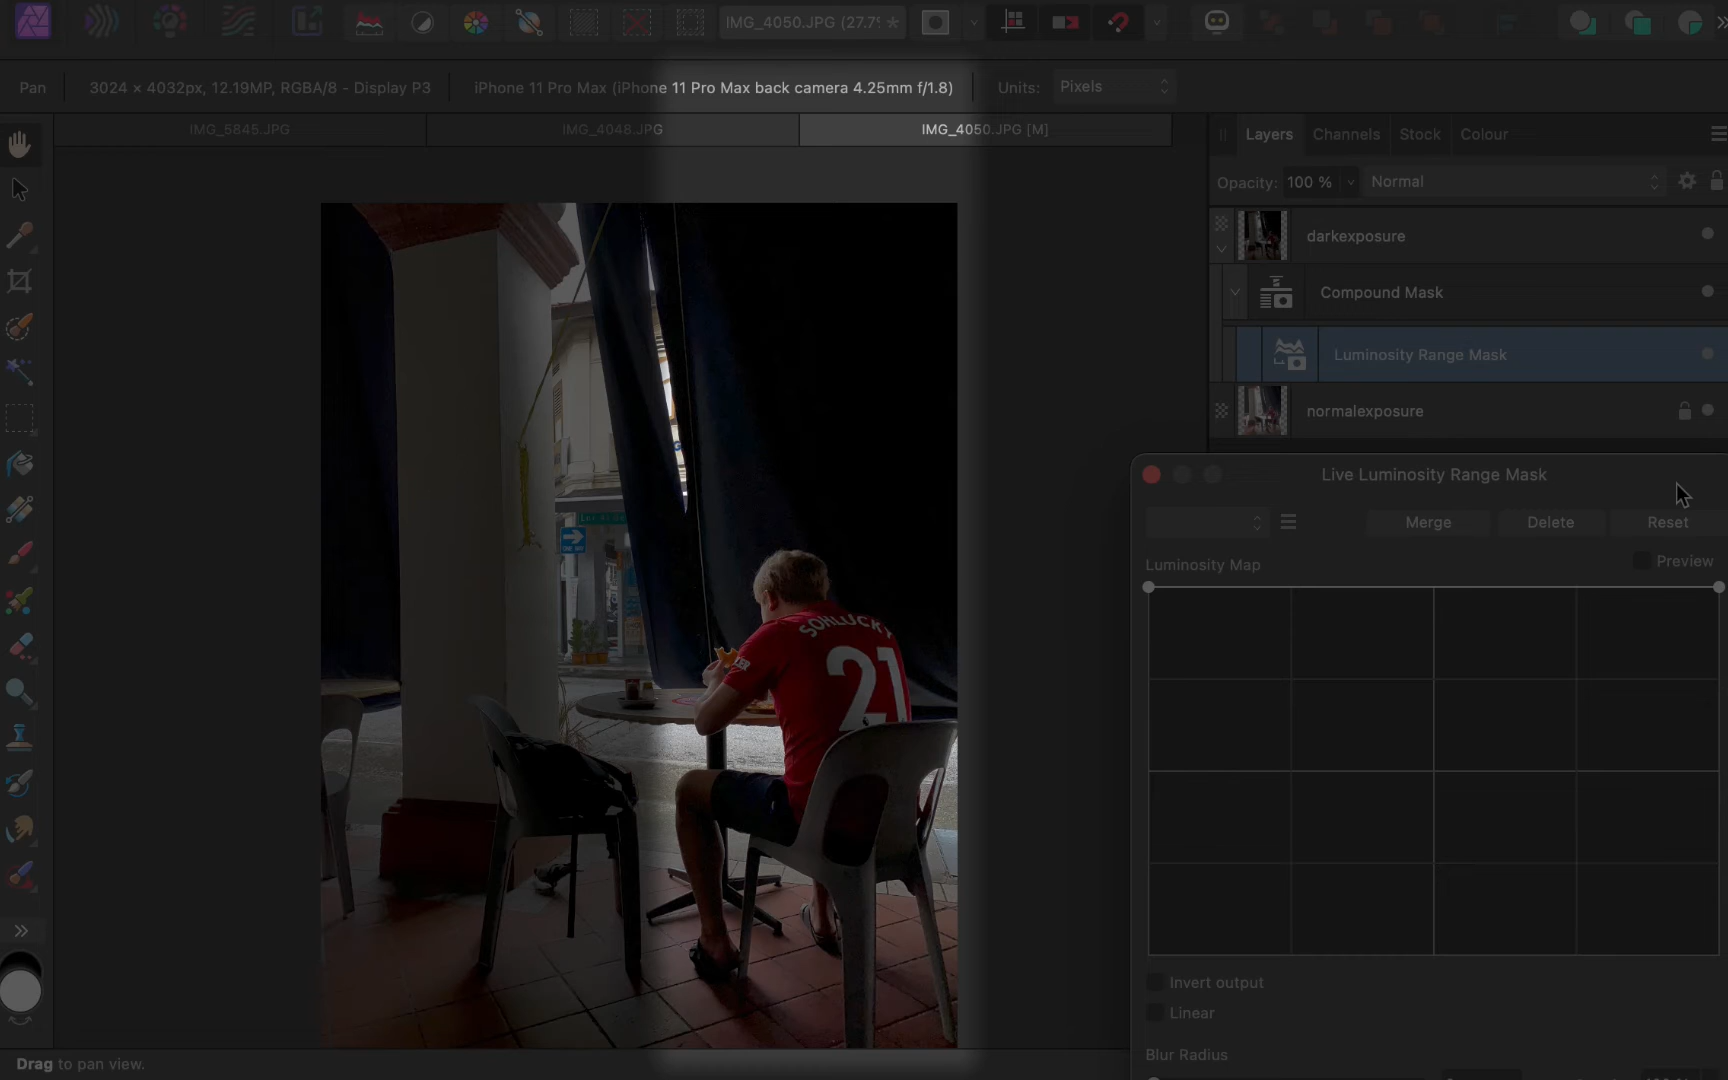 IMG_4050.JPG (27.7% *
Pan
3024 × 4032px, 12.19MP, RGBA/8 - Display P3
iPhone 11 Pro Max (iPhone 11 Pro Max back camera 4.25mm f/1.8)
Units:
Pixels
IMG_5845.JPG
IMG_4048.JPG
IMG_4050.JPG [M]
Layers
Channels
Stock
Colour
Opacity:
100 %
Normal
darkexposure
Compound Mask
Luminosity Range Mask
normalexposure
Live Luminosity Range Mask
Merge
Delete
Reset
Luminosity Map
Preview
ONE WAY
SOHLUCKY
21
Invert output
Linear
Blur Radius
Drag to pan view.